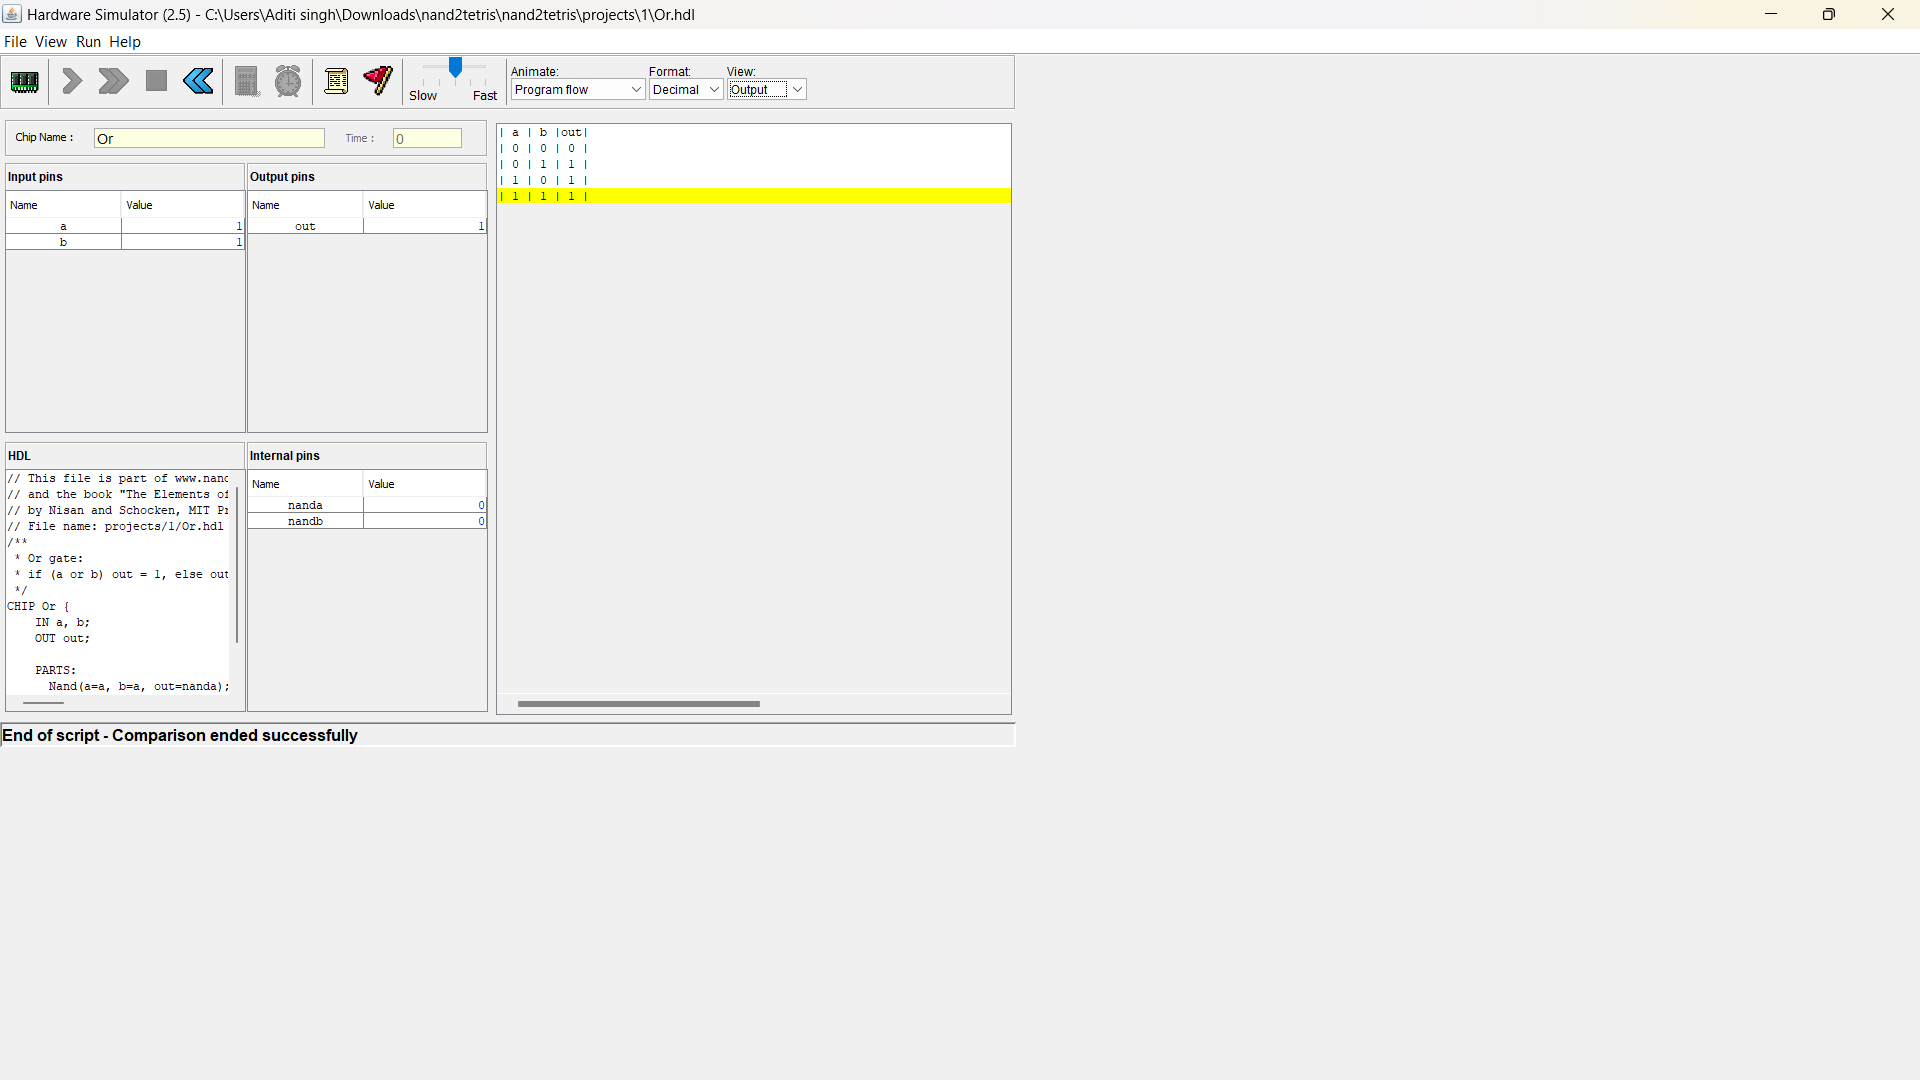 Hardware Simulator (2.5) - C:\Users\Aditi singh\Downloads\nand2tetris\nand2tetris\projects\1\Or.hdl
File View Run Help
Slow Fast
Animate:
Program flow
Format:
Decimal
View:
Output
Chip Name :
Or
Time :
0
Input pins
Name Value
a 1
b 1
Output pins
Name Value
out 1
HDL
// This file is part of www.nand
// and the book "The Elements of
// by Nisan and Schocken, MIT Pr
// File name: projects/1/Or.hdl
/**
* Or gate:
* if (a or b) out = 1, else out
*/
CHIP Or {
IN a, b;
OUT out;
PARTS:
Nand(a=a, b=a, out=nanda);
Internal pins
Name Value
nanda 0
nandb 0
| a | b |out|
| 0 | 0 | 0 |
| 0 | 1 | 1 |
| 1 | 0 | 1 |
| 1 | 1 | 1 |
End of script - Comparison ended successfully